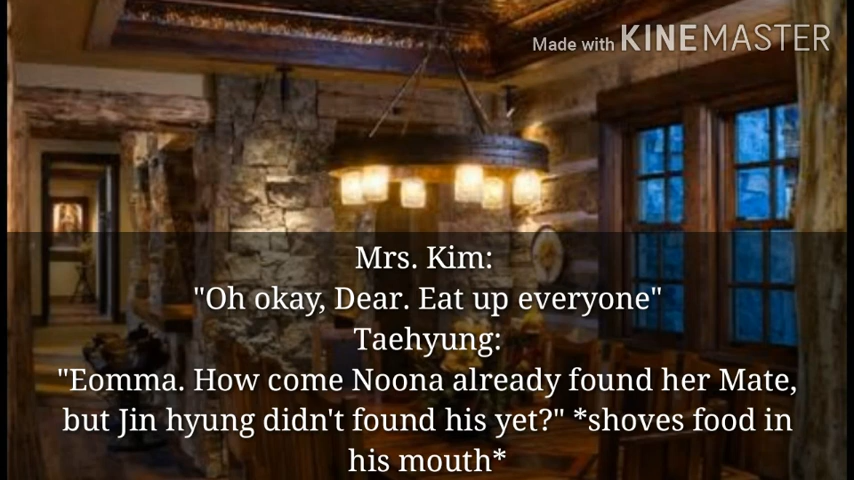 Made with KINEMASTER
Mrs. Kim:
"Oh okay, Dear. Eat up everyone"
Taehyung:
"Eomma. How come Noona already found her Mate,
but Jin hyung didn't found his yet?" *shoves food in
his mouth*